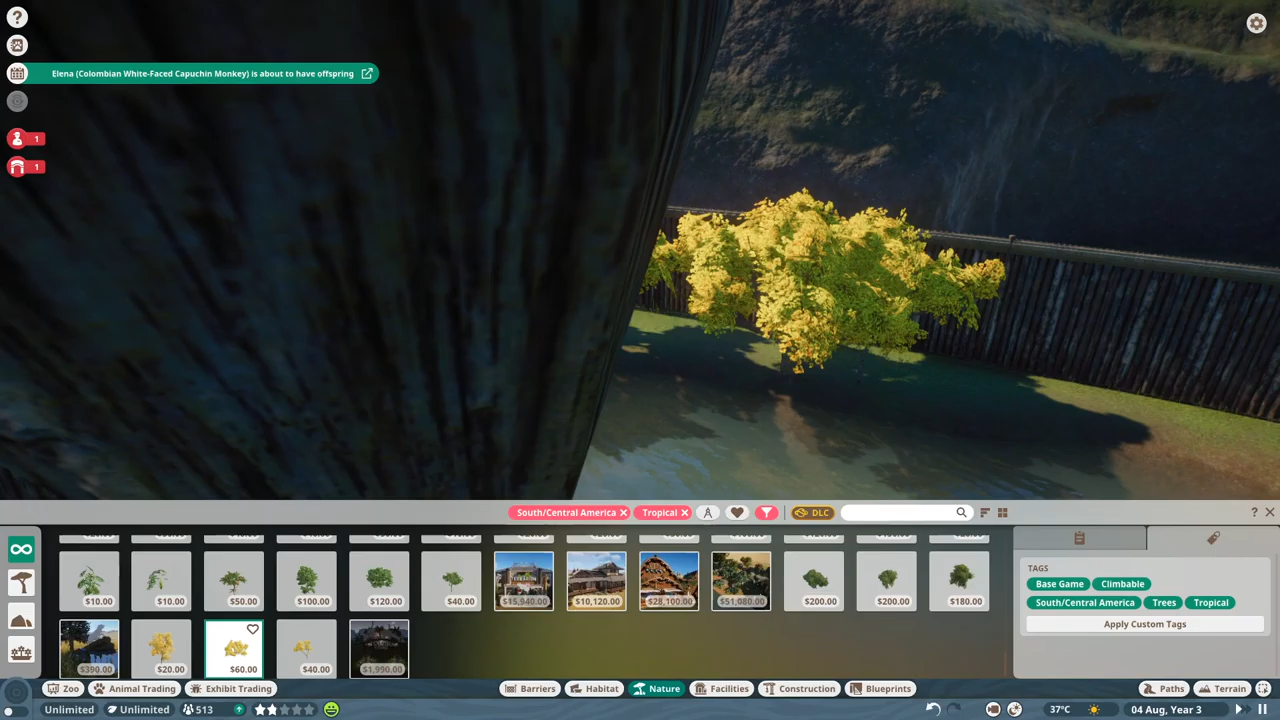 ?
Elena (Colombian White-Faced Capuchin Monkey) is about to have offspring
1
1
South/Central America ✕ Tropical ✕ DLC ? ✕
$10.00 $10.00 $50.00 $100.00 $120.00 $40.00 $15,940.00 $10,120.00 $28,100.00 $51,080.00 $200.00 $200.00 $180.00
$390.00 $20.00 $60.00 $40.00 $1,990.00
TAGS
Base Game Climbable
South/Central America Trees Tropical
Apply Custom Tags
Zoo Animal Trading Exhibit Trading Barriers Habitat Nature Facilities Construction Blueprints Paths Terrain
Unlimited Unlimited 513 37°C 04 Aug, Year 3